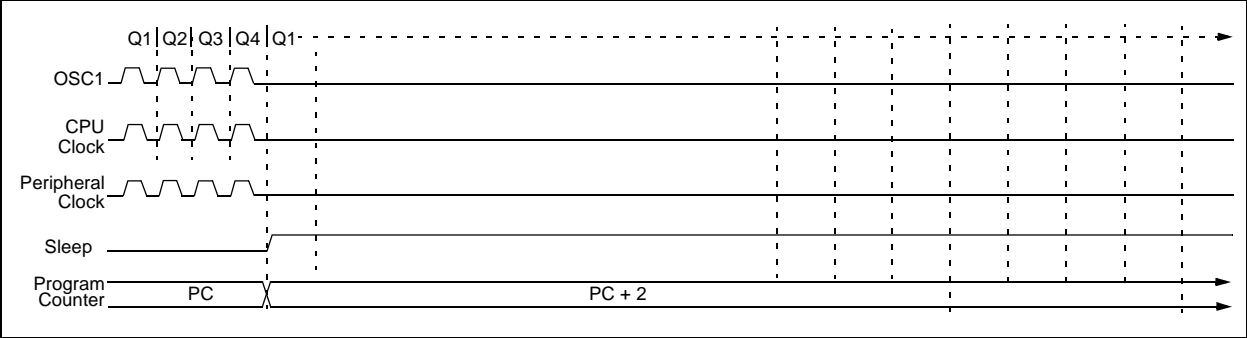 Q1 Q2 Q3 Q4 Q1
OSC1
CPU
Clock
Peripheral
Clock
Sleep
Program
Counter
PC
PC + 2